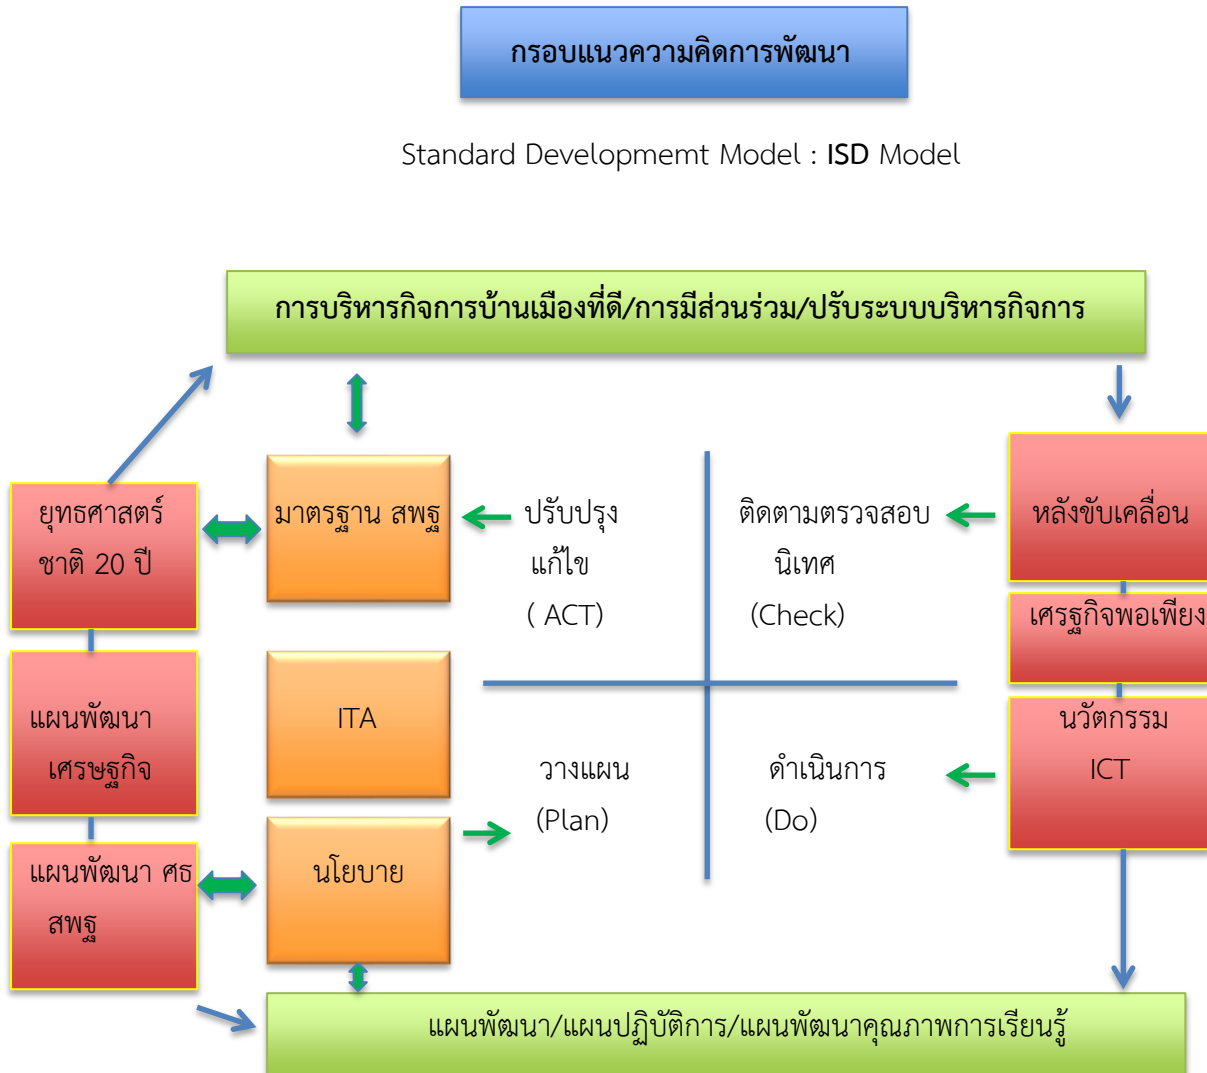 กรอบแนวความคิดการพัฒนา
Standard Developmemt Model : ISD Model
การบริหารกิจการบ้านเมืองที่ดี/การมีส่วนร่วม/ปรับระบบบริหารกิจการ
ยุทธศาสตร์
ชาติ 20 ปี
แผนพัฒนา
เศรษฐกิจ
แผนพัฒนา ศธ
สพฐ
มาตรฐาน สพฐ
ITA
นโยบาย
ปรับปรุง
แก้ไข
( ACT)
ติดตามตรวจสอบ
นิเทศ
(Check)
วางแผน
(Plan)
ดำเนินการ
(Do)
หลังขับเคลื่อน
เศรฐกิจพอเพียง
นวัตกรรม
ICT
แผนพัฒนา/แผนปฏิบัติการ/แผนพัฒนาคุณภาพการเรียนรู้